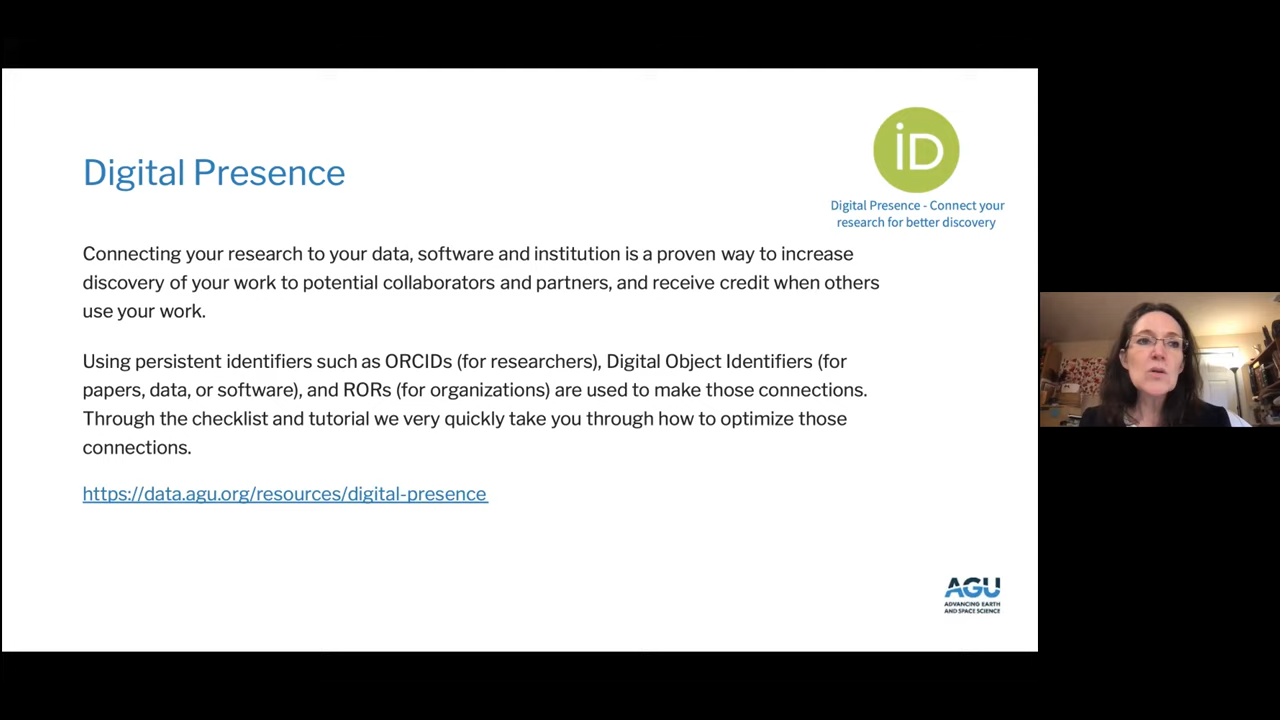 Digital Presence
iD
Digital Presence - Connect your
research for better discovery
Connecting your research to your data, software and institution is a proven way to increase
discovery of your work to potential collaborators and partners, and receive credit when others
use your work.
Using persistent identifiers such as ORCIDs (for researchers), Digital Object Identifiers (for
papers, data, or software), and RORs (for organizations) are used to make those connections.
Through the checklist and tutorial we very quickly take you through how to optimize those
connections.
https://data.agu.org/resources/digital-presence
AGU
ADVANCING EARTH
AND SPACE SCIENCE